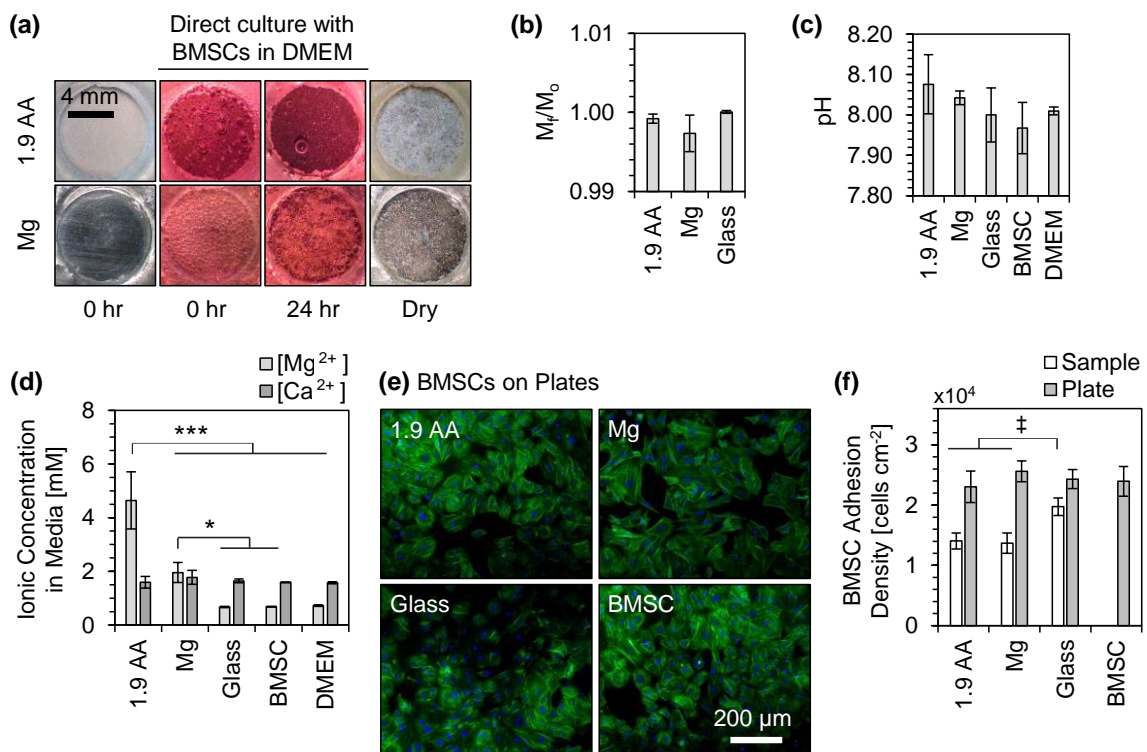 (a)
Direct culture with
BMSCs in DMEM
4 mm
1.9 AA
Mg
0 hr
0 hr
24 hr
Dry
(b)
1.01
1.00
0.99
Mf/Mo
1.9 AA
Mg
Glass
(c)
8.20
8.10
8.00
7.90
7.80
pH
1.9 AA
Mg
Glass
BMSC
DMEM
(d)
[Mg2+]
[Ca2+]
8
6
4
2
0
Ionic Concentration
in Media [mM]
***
*
1.9 AA
Mg
Glass
BMSC
DMEM
(e) BMSCs on Plates
1.9 AA
Mg
Glass
BMSC
200 µm
(f)
Sample
Plate
x10⁴
3
2
1
0
BMSC Adhesion
Density [cells cm-2]
‡
1.9 AA
Mg
Glass
BMSC